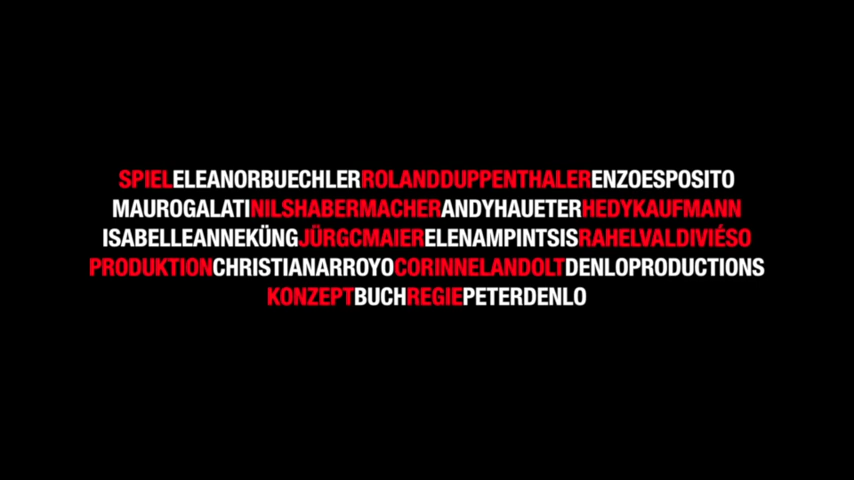 SPIELELEANORBUECHLERROLANDDUPPENTHALERENZOESPOSITO
MAUROGALATINILSHABERMACHERANDYHAUETERHEDYKAUFMANN
ISABELLEANNEKÜNGJÜRGCMAIERELENAMPINTSISRAHELVALDIVIÉSO
PRODUKTIONCHRISTIANARROYOCORINNELANDOLTDENLOPRODUCTIONS
KONZEPTBUCHREGIEPETERDENLO